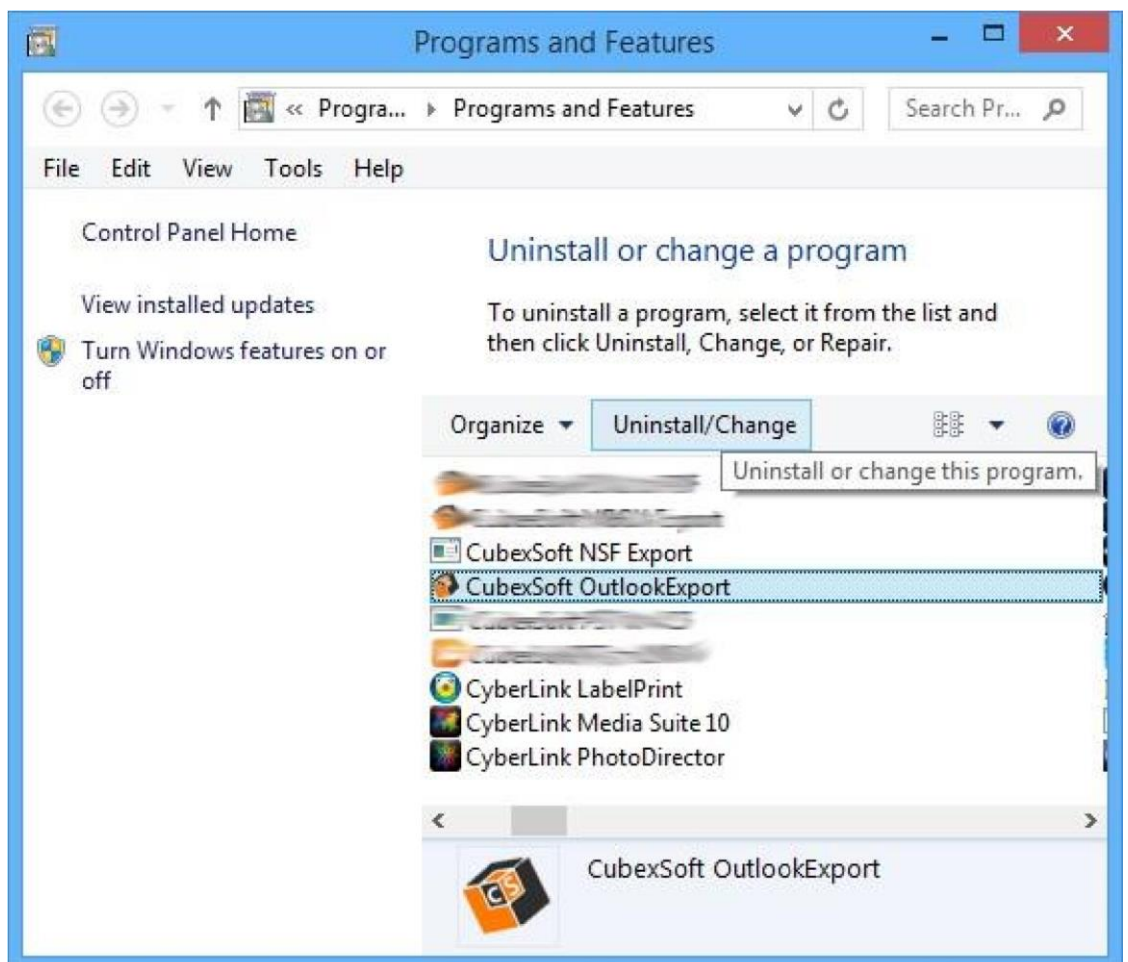 Programs and Features
« Progra... Programs and Features Search Pr...
File Edit View Tools Help
Control Panel Home
View installed updates
Turn Windows features on or
off
Uninstall or change a program
To uninstall a program, select it from the list and
then click Uninstall, Change, or Repair.
Organize Uninstall/Change
Uninstall or change this program.
CubexSoft NSF Export
CubexSoft OutlookExport
CyberLink LabelPrint
CyberLink Media Suite 10
CyberLink PhotoDirector
CS
CubexSoft OutlookExport